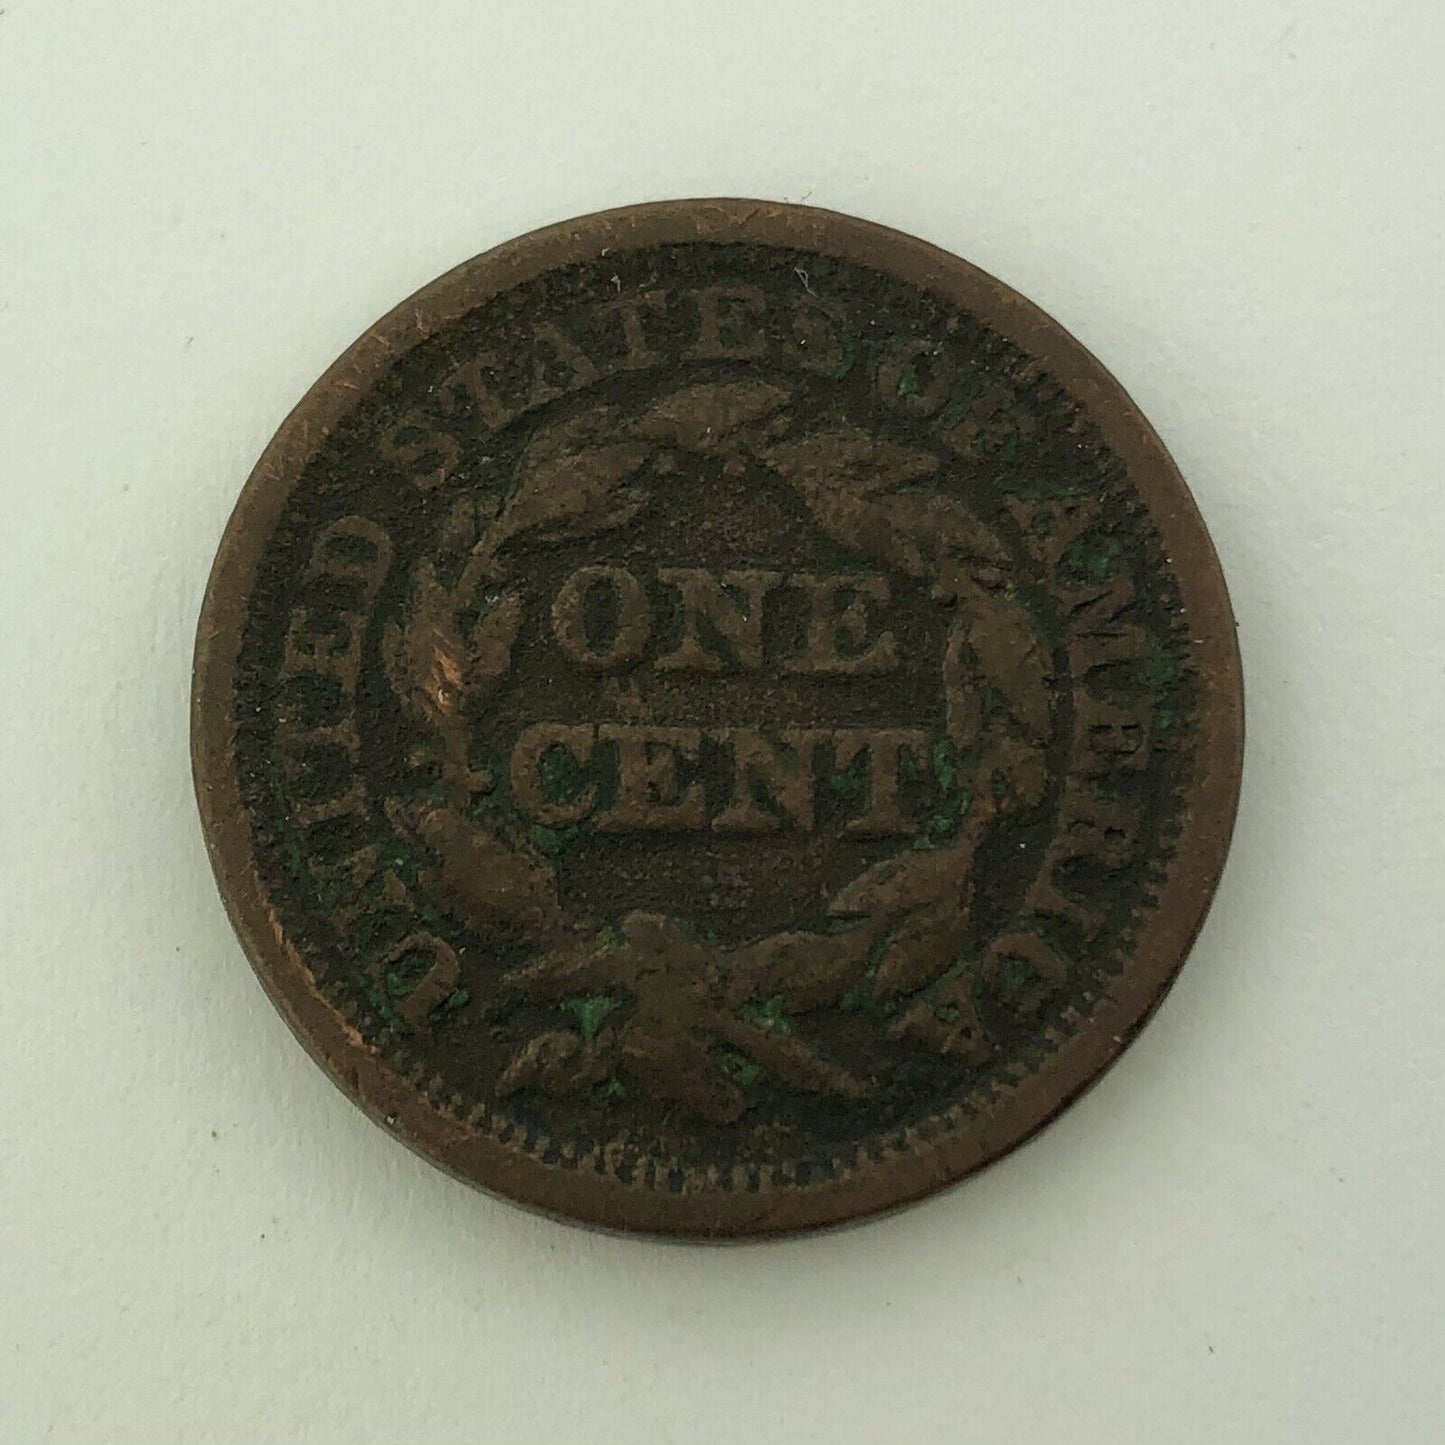 UNITED STATES OF AMERICA
ONE
CENT